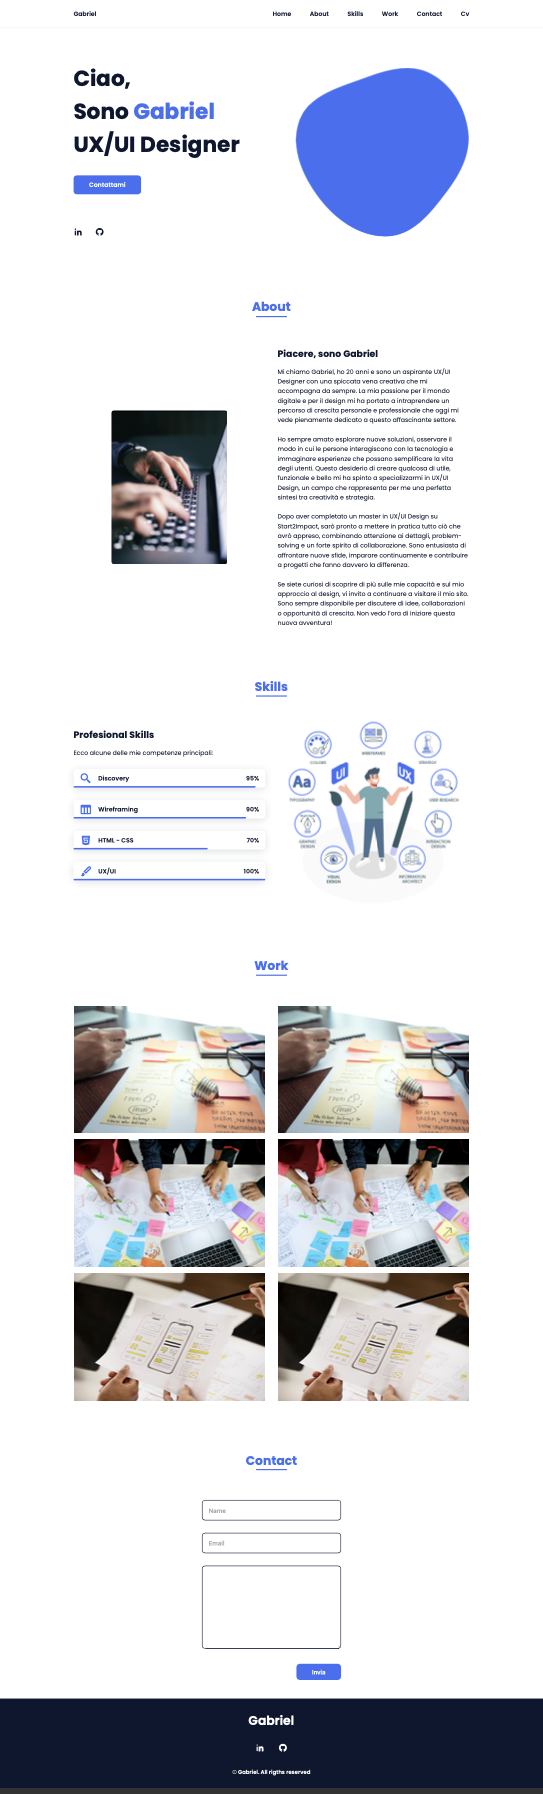 Gabriel
Home About Skills Work Contact Cv
Ciao,
Sono Gabriel
UX/UI Designer
Contattami
in
About
Piacere, sono Gabriel
Mi chiamo Gabriel, ho 20 anni e sono un aspirante UX/UI
Designer con una spiccata vena creativa che mi
accompagna da sempre. La mia passione per il mondo
digitale e per il design mi ha portato a intraprendere un
percorso di crescita personale e professionale che oggi mi
vede pienamente dedicato a questo affascinante settore.
Ho sempre amato esplorare nuove soluzioni, osservare il
modo in cui le persone interagiscono con la tecnologia e
immaginare esperienze che possano semplificare la vita
degli utenti. Questo desiderio di creare qualcosa di utile,
funzionale e bello mi ha spinto a specializzarmi in UX/UI
Design, un campo che rappresenta per me una perfetta
sintesi tra creatività e strategia.
Dopo aver completato un master in UX/UI Design su
Start2Impact, sarò pronto a mettere in pratica tutto ciò che
avrò appreso, combinando attenzione ai dettagli, problem-
solving e un forte spirito di collaborazione. Sono entusiasta di
affrontare nuove sfide, imparare continuamente e contribuire
a progetti che fanno davvero la differenza.
Se siete curiosi di scoprire di più sulle mie capacità e sul mio
approccio al design, vi invito a continuare a visitare il mio sito.
Sono sempre disponibile per discutere di idee, collaborazioni
o opportunità di crescita. Non vedo l'ora di iniziare questa
nuova avventura!
Skills
Profesional Skills
Ecco alcune delle mie competenze principali:
Discovery 95%
Wireframing 90%
HTML - CSS 70%
UX/UI 100%
WIREFRAMES
COLORS
STRATEGY
UI
UX
Aa
TYPOGRAPHY
USER RESEARCH
GRAPHIC
DESIGN
INTERACTION
DESIGN
VISUAL
DESIGN
INFORMATION
ARCHITECT
Work
Contact
Name
Email
Invia
Gabriel
in
© Gabriel. All rigths reserved